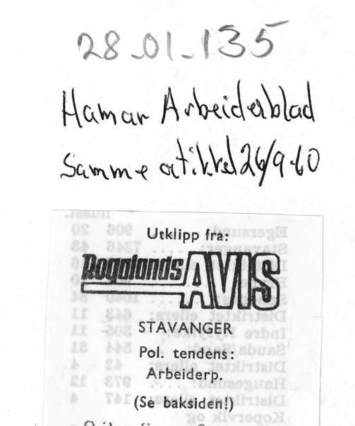 28.01.135
Hamar Arbeiderblad
Samme artikkel 26/9-60
Utklipp fra:
Rogalands AVIS
STAVANGER
Pol. tendens:
Arbeiderp.
(Se baksiden!)